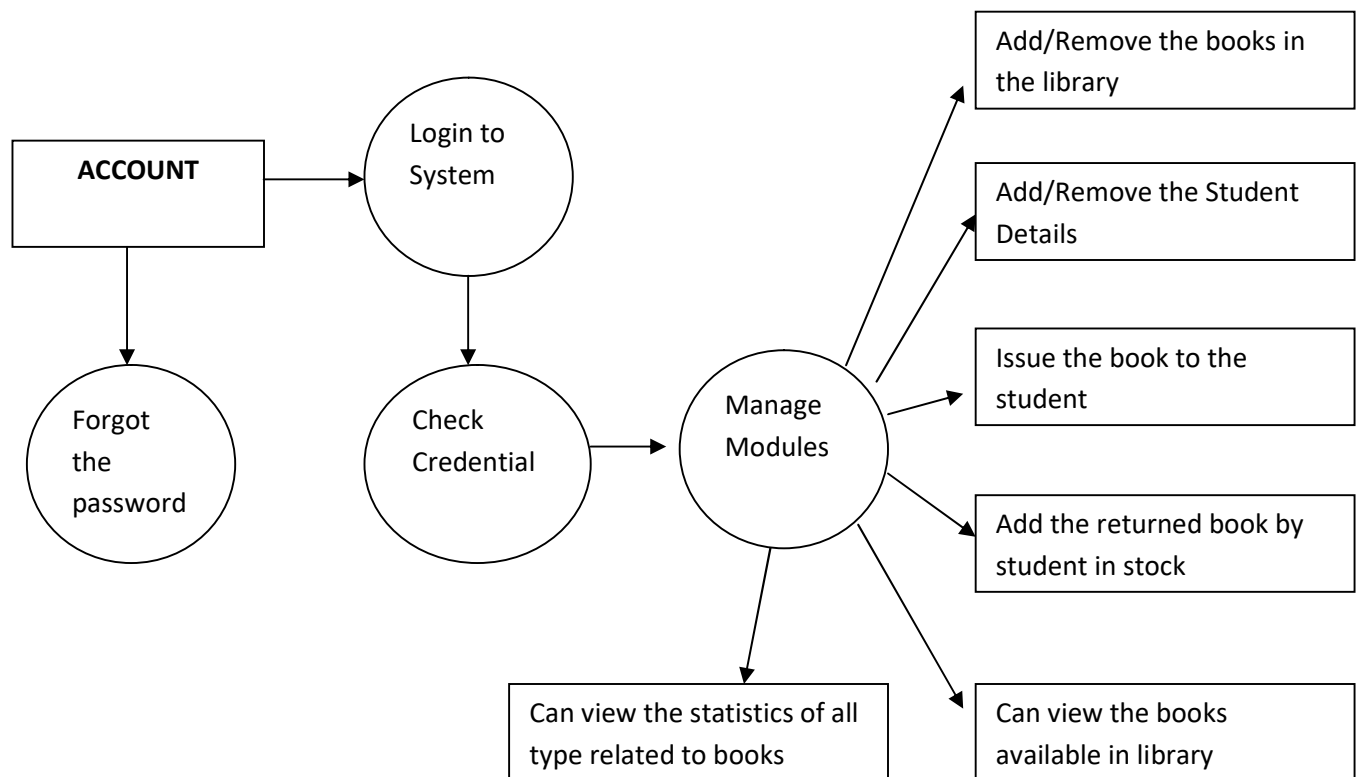 ACCOUNT
Login to
System
Forgot
the
password
Check
Credential
Manage
Modules
Add/Remove the books in
the library
Add/Remove the Student
Details
Issue the book to the
student
Add the returned book by
student in stock
Can view the statistics of all
type related to books
Can view the books
available in library